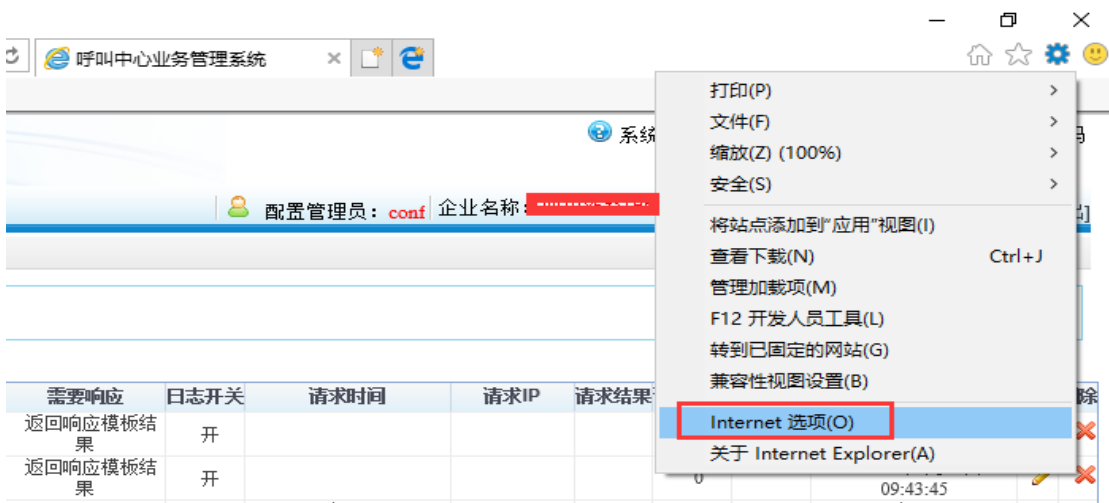 呼叫中心业务管理系统
打印(P)
文件(F)
系统
缩放(Z) (100%)
安全(S)
配置管理员：conf 企业名称：
将站点添加到“应用”视图(I)
查看下载(N) Ctrl+J
管理加载项(M)
F12 开发人员工具(L)
转到已固定的网站(G)
兼容性视图设置(B)
需要响应 日志开关 请求时间 请求IP 请求结果 除
Internet 选项(O)
返回响应模板结果 开
关于 Internet Explorer(A)
返回响应模板结果 开 0
09:43:45